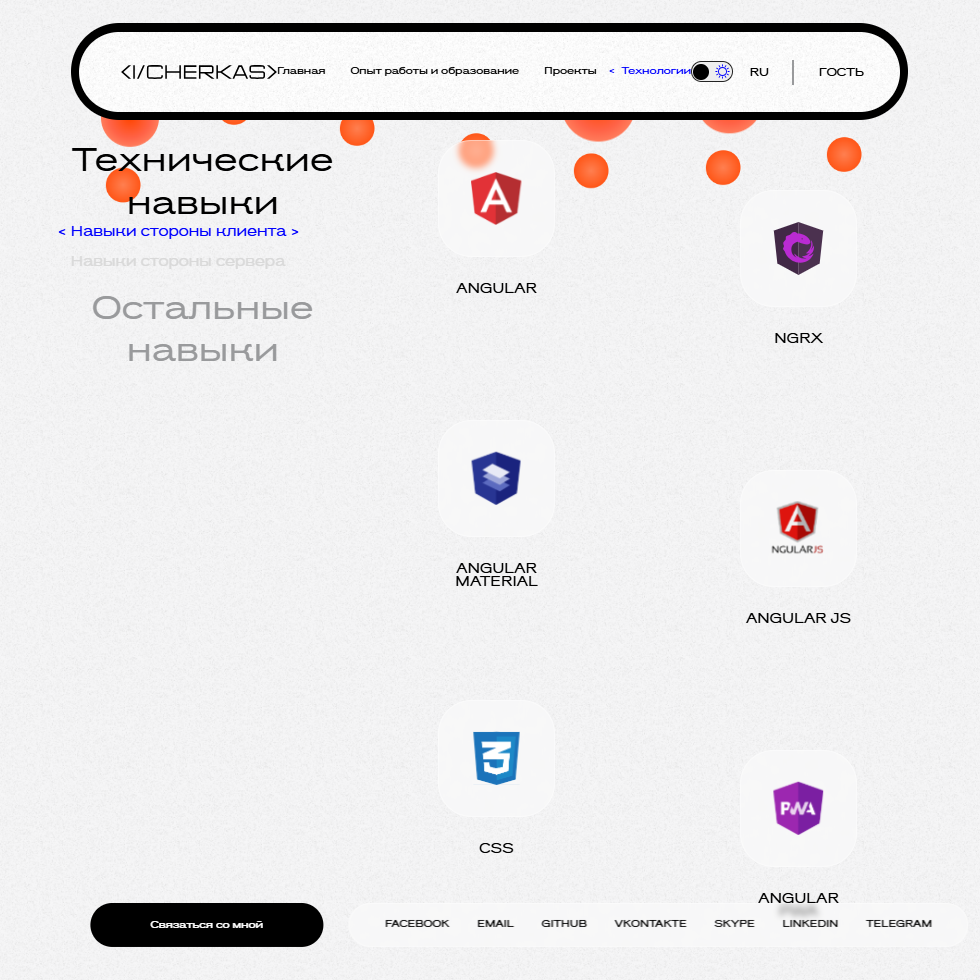 <I/CHERKAS>
Главная
Опыт работы и образование
Проекты
< Технологии
RU
ГОСТЬ
Технические
навыки
< Навыки стороны клиента >
Навыки стороны сервера
Остальные
навыки
ANGULAR
NGRX
ANGULAR
MATERIAL
NGULARJS
ANGULAR JS
CSS
PWA
ANGULAR
Связаться со мной
FACEBOOK
EMAIL
GITHUB
VKONTAKTE
SKYPE
LINKEDIN
TELEGRAM